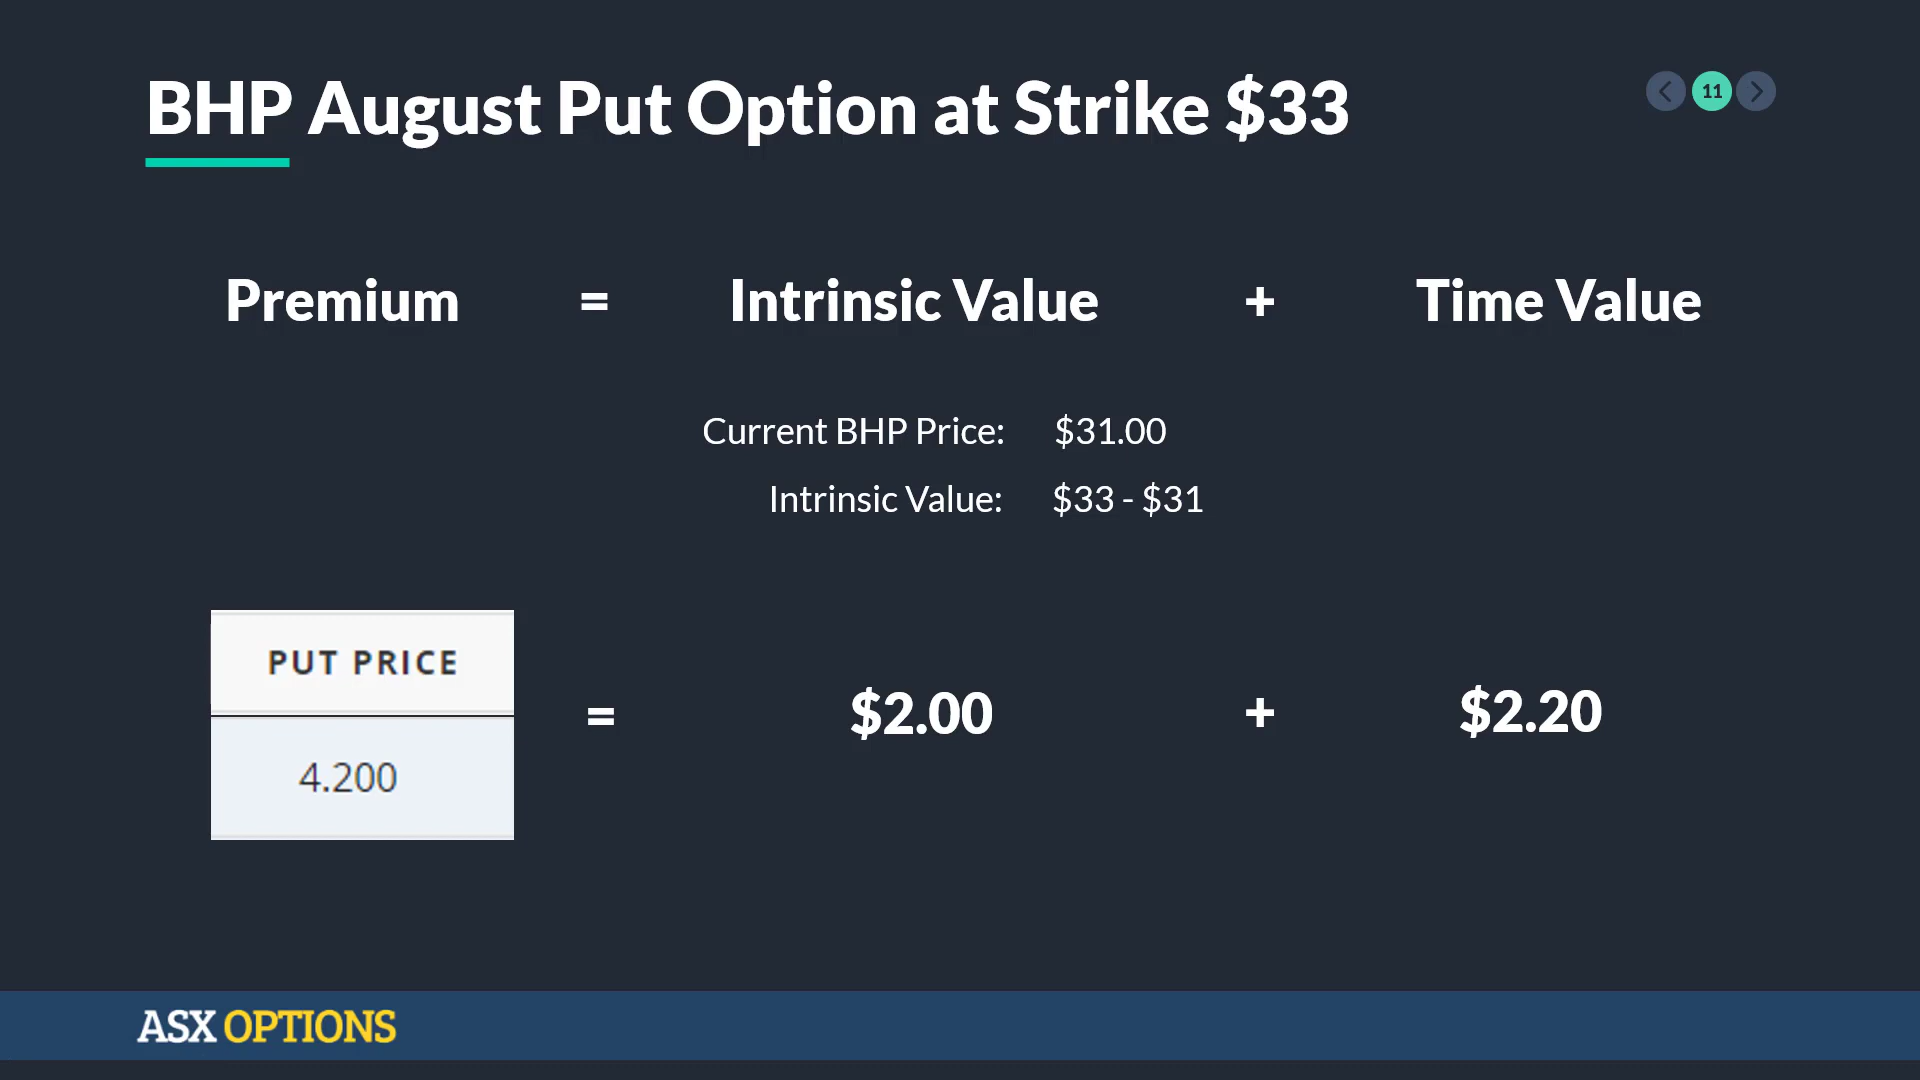 BHP August Put Option at Strike $33
11
Premium = Intrinsic Value + Time Value
Current BHP Price: $31.00
Intrinsic Value: $33 - $31
PUT PRICE
4.200
= $2.00 + $2.20
ASX OPTIONS